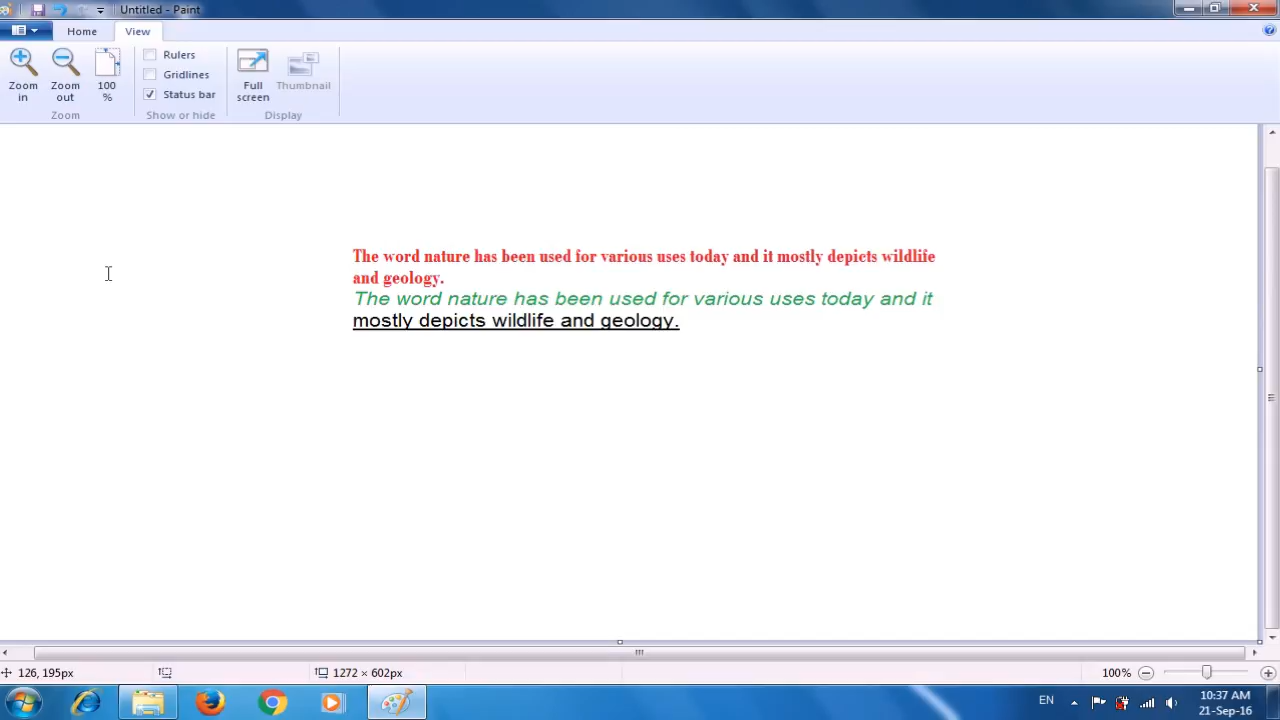 Untitled - Paint
Home
View
Zoom in
Zoom out
100 %
Zoom
Rulers
Gridlines
Status bar
Show or hide
Full screen
Thumbnail
Display
The word nature has been used for various uses today and it mostly depicts wildlife
and geology.
The word nature has been used for various uses today and it
mostly depicts wildlife and geology.
126, 195px
1272 × 602px
100%
EN
10:37 AM
21-Sep-16